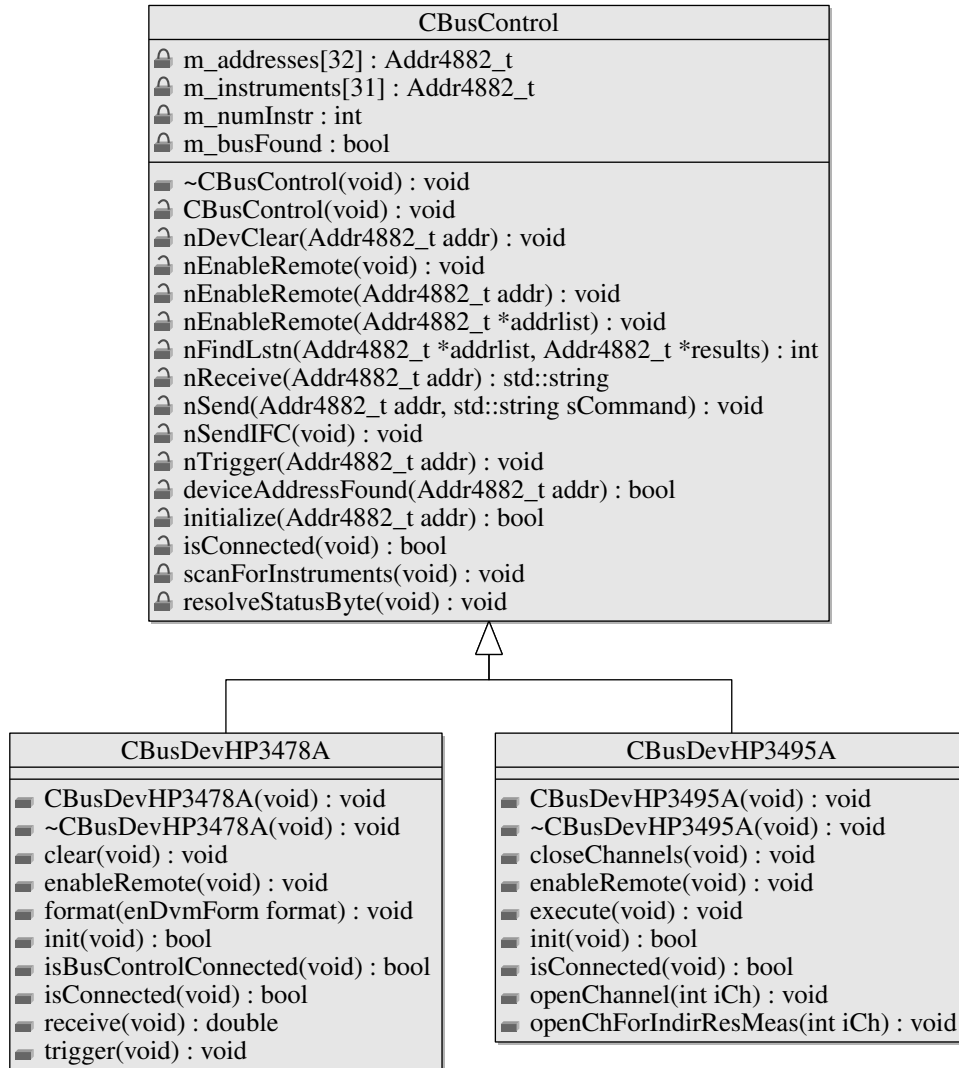 CBusControl
m_addresses[32] : Addr4882_t
m_instruments[31] : Addr4882_t
m_numInstr : int
m_busFound : bool
~CBusControl(void) : void
CBusControl(void) : void
nDevClear(Addr4882_t addr) : void
nEnableRemote(void) : void
nEnableRemote(Addr4882_t addr) : void
nEnableRemote(Addr4882_t *addrlist) : void
nFindLstn(Addr4882_t *addrlist, Addr4882_t *results) : int
nReceive(Addr4882_t addr) : std::string
nSend(Addr4882_t addr, std::string sCommand) : void
nSendIFC(void) : void
nTrigger(Addr4882_t addr) : void
deviceAddressFound(Addr4882_t addr) : bool
initialize(Addr4882_t addr) : bool
isConnected(void) : bool
scanForInstruments(void) : void
resolveStatusByte(void) : void
CBusDevHP3478A
CBusDevHP3478A(void) : void
~CBusDevHP3478A(void) : void
clear(void) : void
enableRemote(void) : void
format(enDvmForm format) : void
init(void) : bool
isBusControlConnected(void) : bool
isConnected(void) : bool
receive(void) : double
trigger(void) : void
CBusDevHP3495A
CBusDevHP3495A(void) : void
~CBusDevHP3495A(void) : void
closeChannels(void) : void
enableRemote(void) : void
execute(void) : void
init(void) : bool
isConnected(void) : bool
openChannel(int iCh) : void
openChForIndirResMeas(int iCh) : void